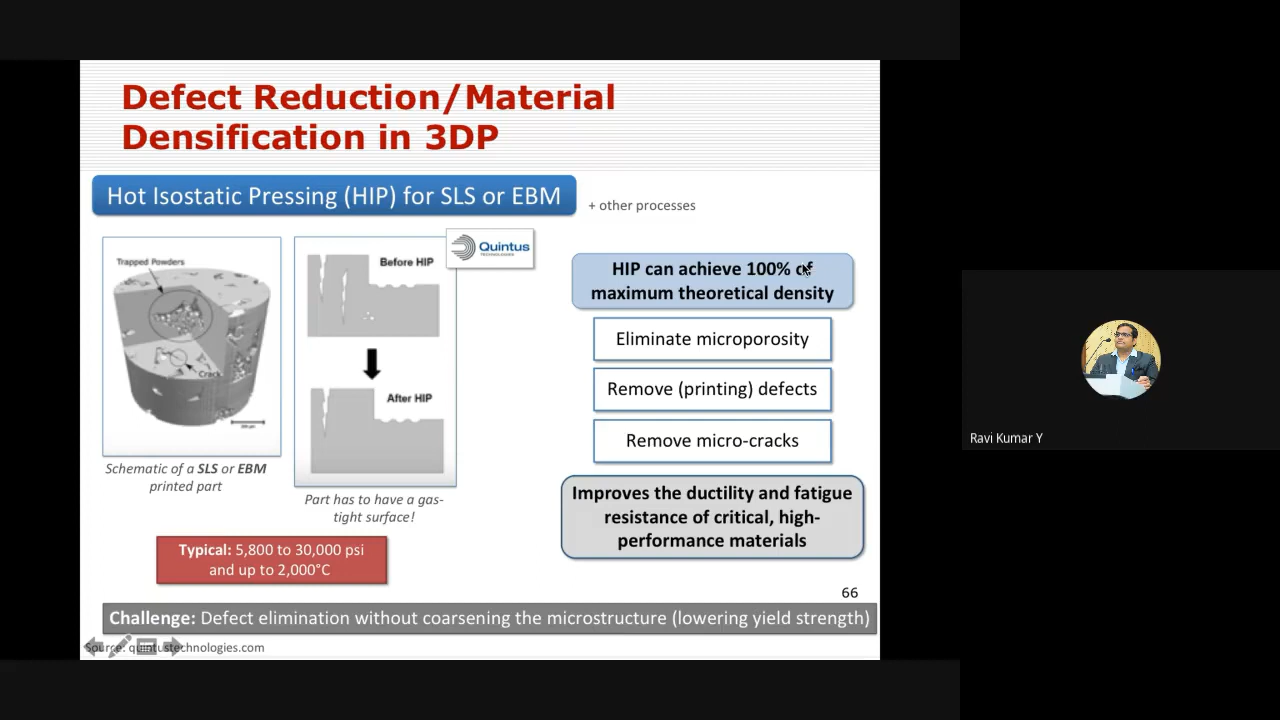 Defect Reduction/Material
Densification in 3DP
Hot Isostatic Pressing (HIP) for SLS or EBM
+ other processes
Trapped Powders
Crack
Schematic of a SLS or EBM
printed part
Quintus
TECHNOLOGIES
Before HIP
After HIP
Part has to have a gas-
tight surface!
Typical: 5,800 to 30,000 psi
and up to 2,000°C
HIP can achieve 100% of
maximum theoretical density
Eliminate microporosity
Remove (printing) defects
Remove micro-cracks
Improves the ductility and fatigue
resistance of critical, high-
performance materials
66
Challenge: Defect elimination without coarsening the microstructure (lowering yield strength)
Source: quintustechnologies.com
Ravi Kumar Y